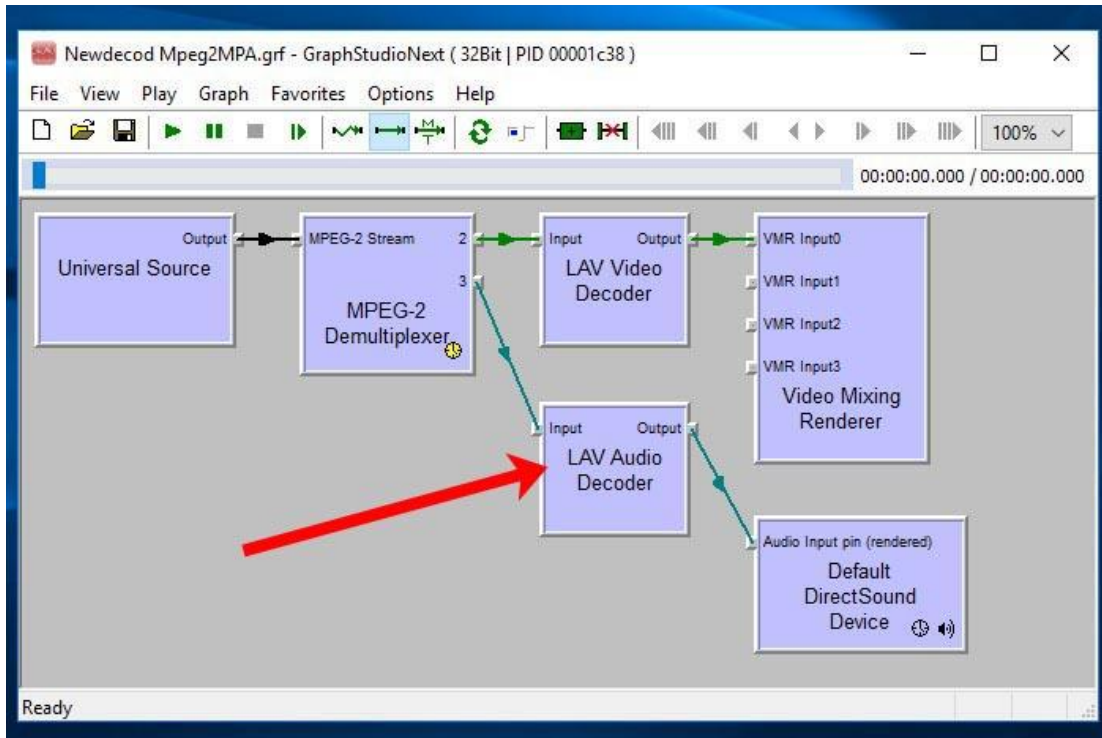 Newdecod Mpeg2MPA.grf - GraphStudioNext ( 32Bit | PID 00001c38 )
File View Play Graph Favorites Options Help
100%
00:00:00.000 / 00:00:00.000
Output
Universal Source
MPEG-2 Stream 2
3
MPEG-2
Demultiplexer
Input Output
LAV Video
Decoder
VMR Input0
VMR Input1
VMR Input2
VMR Input3
Video Mixing
Renderer
Input Output
LAV Audio
Decoder
Audio Input pin (rendered)
Default
DirectSound
Device
Ready